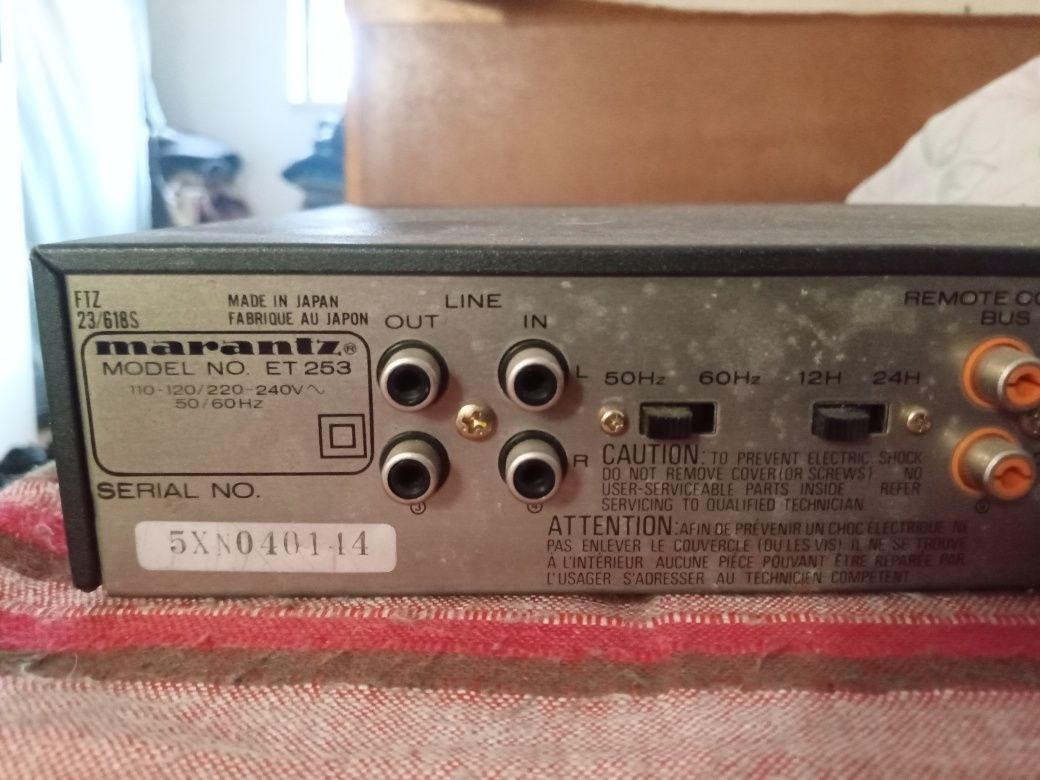 FTZ
23/618S
MADE IN JAPAN
FABRIQUE AU JAPON
marantz®
MODEL NO. ET 253
110-120/220-240V~
50/60Hz
SERIAL NO.
5XN040144
LINE
OUT IN
L
R
50Hz 60Hz 12H 24H
REMOTE CO
BUS
CAUTION: TO PREVENT ELECTRIC SHOCK
DO NOT REMOVE COVER (OR SCREWS) NO
USER-SERVICEABLE PARTS INSIDE REFER
SERVICING TO QUALIFIED TECHNICIAN.
ATTENTION: AFIN DE PRÉVENIR UN CHOC ÉLECTRIQUE NE
PAS ENLEVER LE COUVERCLE (OU LES VIS) IL NE SE TROUVE
A L'INTÉRIEUR AUCUNE PIÈCE POUVANT ÊTRE REPARÉE PAR
L'USAGER S'ADRESSER AU TECHNICIEN COMPETENT